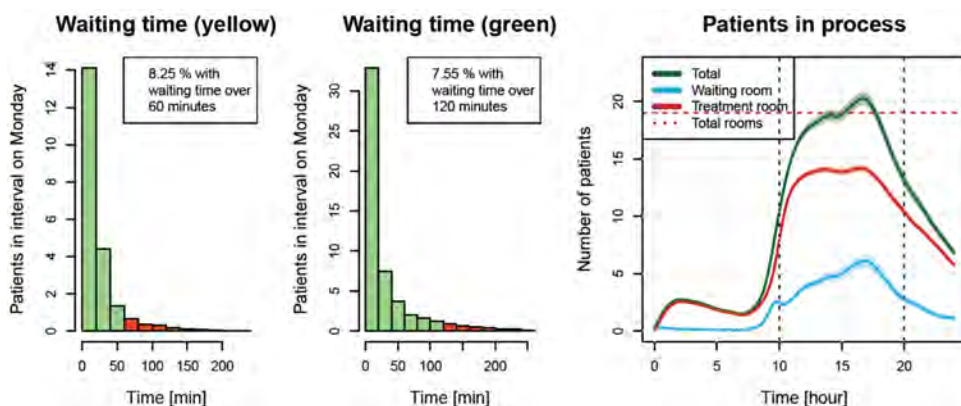 Waiting time (yellow)
Patients in interval on Monday
14
12
10
8
6
4
2
0
8.25 % with
waiting time over
60 minutes
0
50
100
150
200
Time [min]
Waiting time (green)
Patients in interval on Monday
30
25
20
15
10
5
0
7.55 % with
waiting time over
120 minutes
0
50
100
150
200
Time [min]
Patients in process
Number of patients
20
15
10
5
0
Total
Waiting room
Treatment room
Total rooms
0
5
10
15
20
Time [hour]